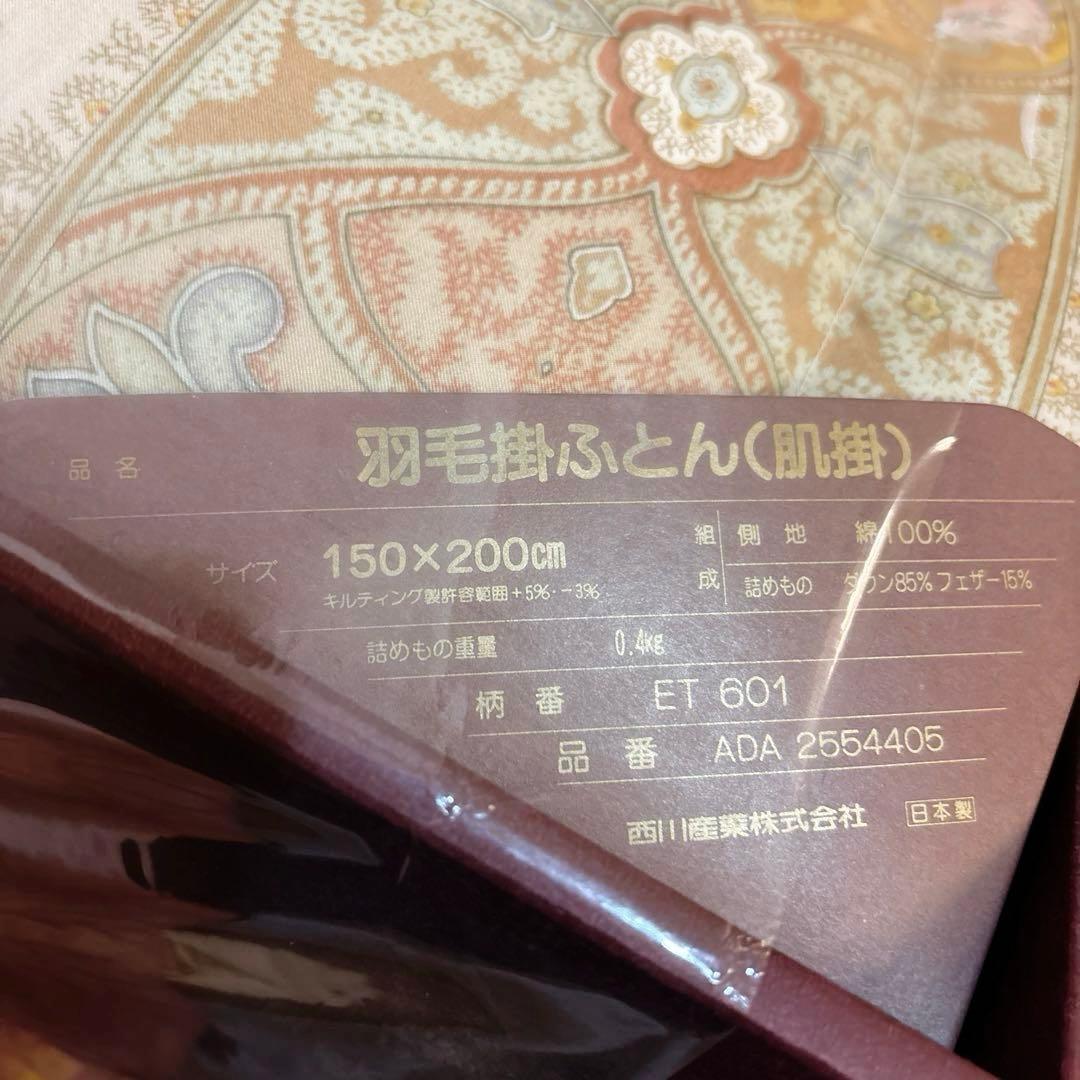 品名 羽毛掛ふとん(肌掛)
サイズ 150×200cm
キルティング製許容範囲+5%・−3%
組成 側地 綿100%
詰めもの ダウン85% フェザー15%
詰めもの重量 0.4kg
柄番 ET 601
品番 ADA 2554405
西川産業株式会社 日本製